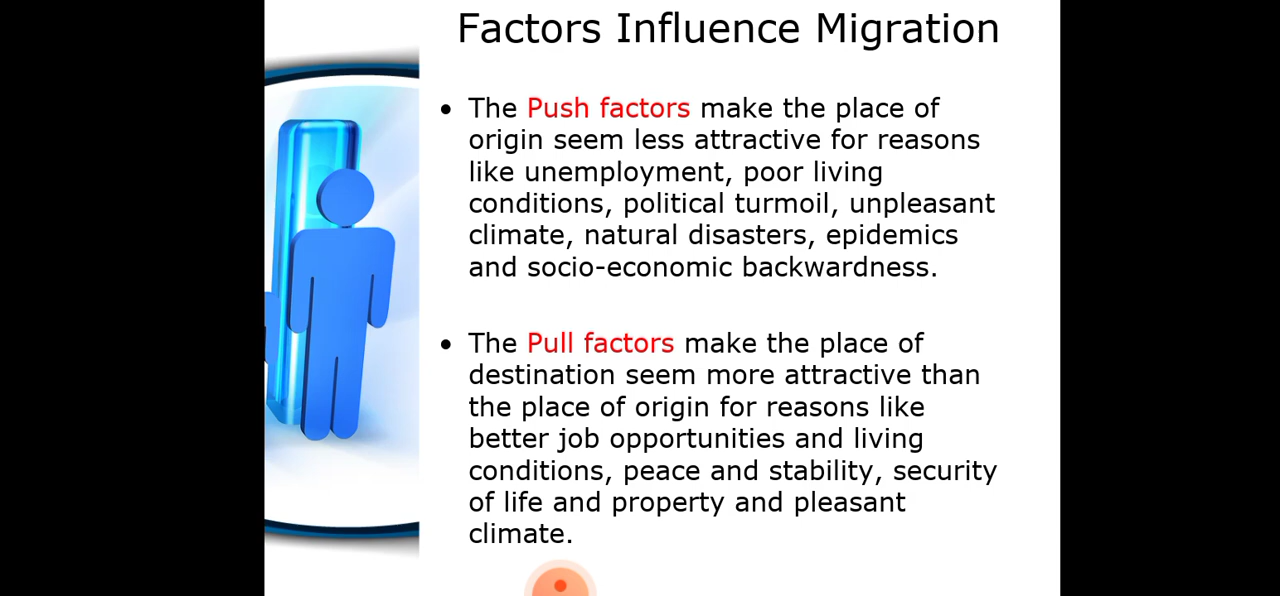 Factors Influence Migration
• The Push factors make the place of
origin seem less attractive for reasons
like unemployment, poor living
conditions, political turmoil, unpleasant
climate, natural disasters, epidemics
and socio-economic backwardness.
• The Pull factors make the place of
destination seem more attractive than
the place of origin for reasons like
better job opportunities and living
conditions, peace and stability, security
of life and property and pleasant
climate.